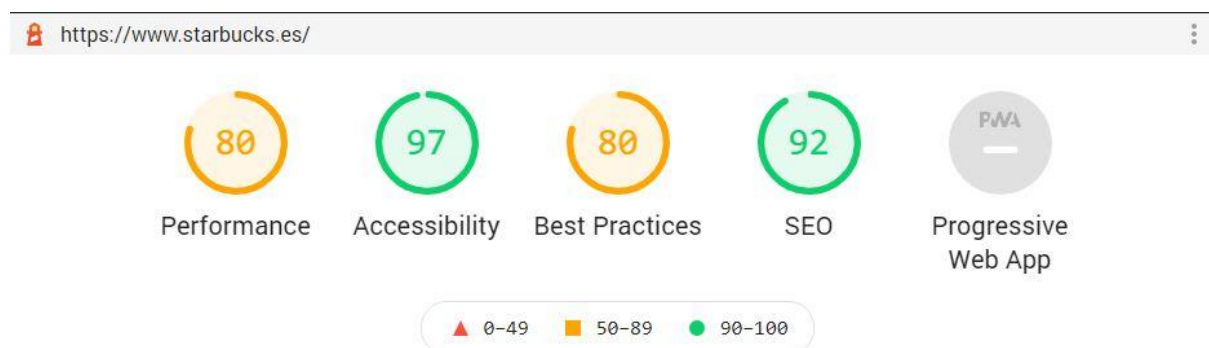 https://www.starbucks.es/
80 97 80 92 PWA
Performance Accessibility Best Practices SEO Progressive
Web App
0–49 50–89 90–100